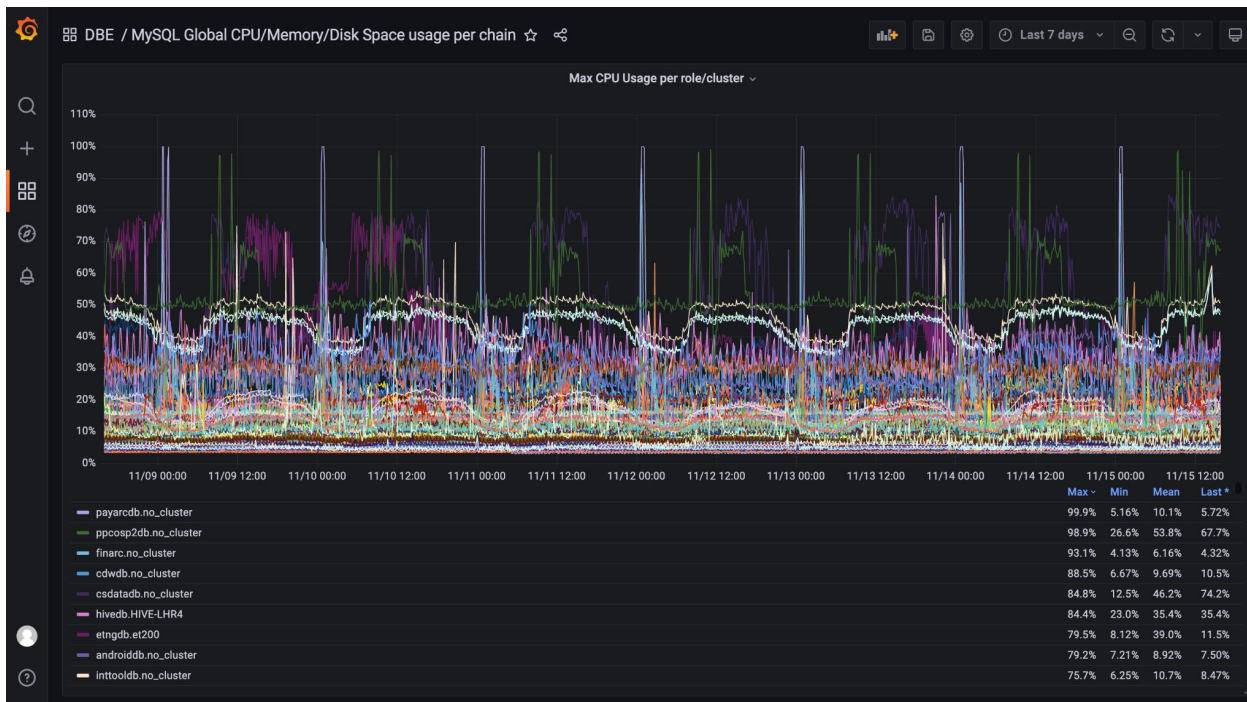 DBE / MySQL Global CPU/Memory/Disk Space usage per chain
Last 7 days
Max CPU Usage per role/cluster
110%
100%
90%
80%
70%
60%
50%
40%
30%
20%
10%
0%
11/09 00:00 11/09 12:00 11/10 00:00 11/10 12:00 11/11 00:00 11/11 12:00 11/12 00:00 11/12 12:00 11/13 00:00 11/13 12:00 11/14 00:00 11/14 12:00 11/15 00:00 11/15 12:00
Max Min Mean Last *
payarcdb.no_cluster 99.9% 5.16% 10.1% 5.72%
ppcosp2db.no_cluster 98.9% 26.6% 53.8% 67.7%
finarc.no_cluster 93.1% 4.13% 6.16% 4.32%
cdwdb.no_cluster 88.5% 6.67% 9.69% 10.5%
csdatadb.no_cluster 84.8% 12.5% 46.2% 74.2%
hivedb.HIVE-LHR4 84.4% 23.0% 35.4% 35.4%
etngdb.et200 79.5% 8.12% 39.0% 11.5%
androiddb.no_cluster 79.2% 7.21% 8.92% 7.50%
inttooldb.no_cluster 75.7% 6.25% 10.7% 8.47%